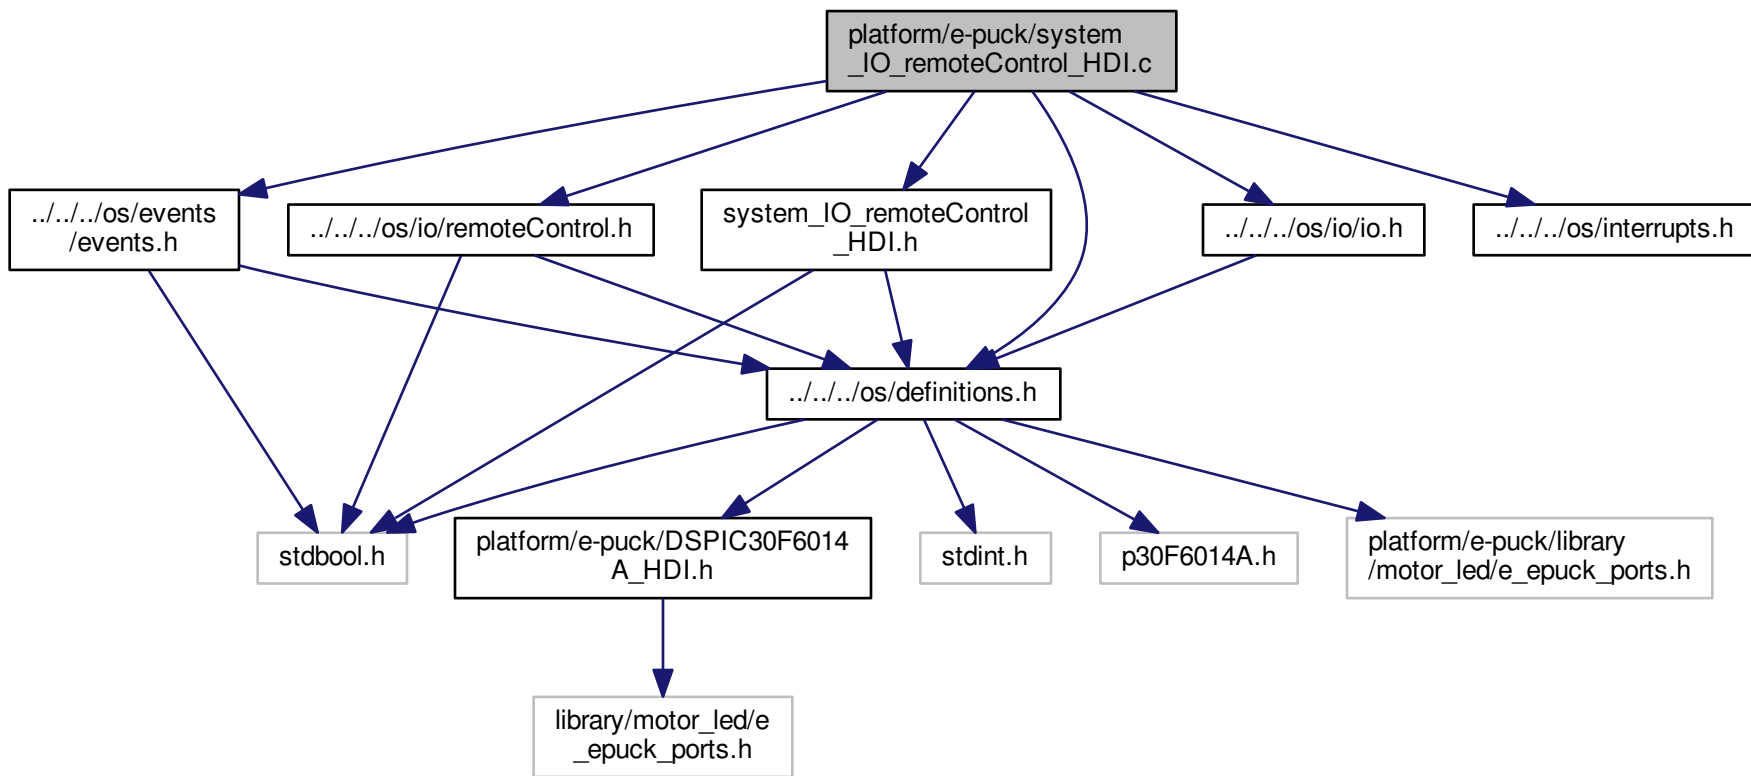 platform/e-puck/system
_IO_remoteControl_HDI.c
../../../os/events
/events.h
../../../os/io/remoteControl.h
system_IO_remoteControl
_HDI.h
../../../os/io/io.h
../../../os/interrupts.h
../../../os/definitions.h
stdbool.h
platform/e-puck/DSPIC30F6014
A_HDI.h
stdint.h
p30F6014A.h
platform/e-puck/library
/motor_led/e_epuck_ports.h
library/motor_led/e
_epuck_ports.h